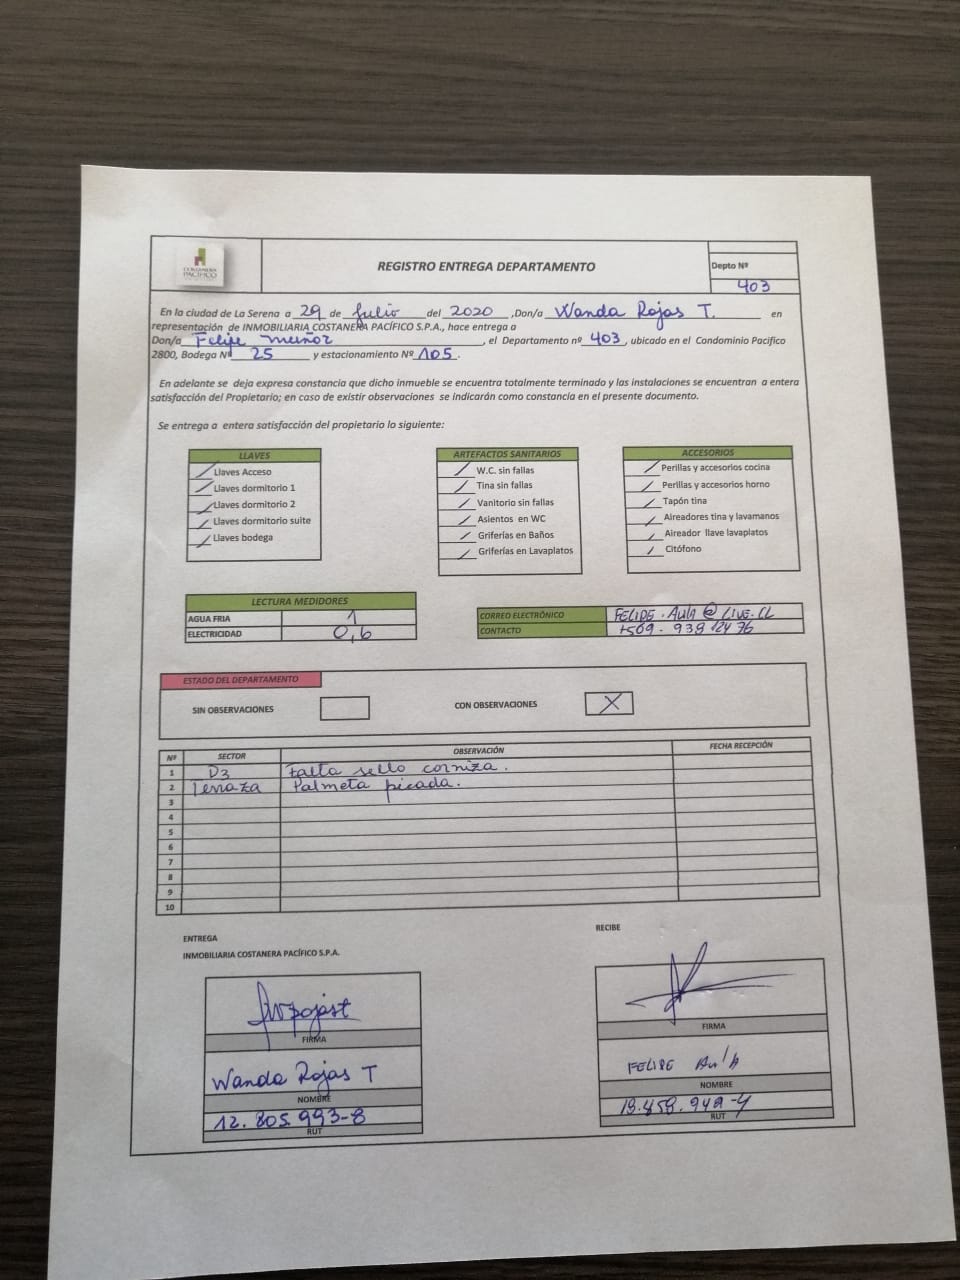 COSTANERA
PACÍFICO
REGISTRO ENTREGA DEPARTAMENTO
Depto Nº
403
En la ciudad de La Serena a 29 de Julio del 2020 ,Don/a Wanda Rojas T. en
representación de INMOBILIARIA COSTANERA PACÍFICO S.P.A., hace entrega a
Don/a Felipe Muñoz , el Departamento nº 403, ubicado en el Condominio Pacifico
2800, Bodega Nº 25 y estacionamiento Nº 105.
En adelante se deja expresa constancia que dicho inmueble se encuentra totalmente terminado y las instalaciones se encuentran a entera
satisfacción del Propietario; en caso de existir observaciones se indicarán como constancia en el presente documento.
Se entrega a entera satisfacción del propietario lo siguiente:
LLAVES
Llaves Acceso
Llaves dormitorio 1
Llaves dormitorio 2
Llaves dormitorio suite
Llaves bodega
ARTEFACTOS SANITARIOS
W.C. sin fallas
Tina sin fallas
Vanitorio sin fallas
Asientos en WC
Griferías en Baños
Griferías en Lavaplatos
ACCESORIOS
Perillas y accesorios cocina
Perillas y accesorios horno
Tapón tina
Aireadores tina y lavamanos
Aireador llave lavaplatos
Citófono
LECTURA MEDIDORES
AGUA FRIA 1
ELECTRICIDAD 0,6
CORREO ELECTRÓNICO FELIPE.AULA@LIVE.CL
CONTACTO +569-939 12476
ESTADO DEL DEPARTAMENTO
SIN OBSERVACIONES
CON OBSERVACIONES X
Nº SECTOR OBSERVACIÓN FECHA RECEPCIÓN
1 D3 Falta sello corniza.
2 Terraza Palmeta picada.
3
4
5
6
7
8
9
10
ENTREGA
INMOBILIARIA COSTANERA PACÍFICO S.P.A.
FIRMA
Wanda Rojas T
NOMBRE
12.805.993-8
RUT
RECIBE
FIRMA
FELIPE
NOMBRE
RUT